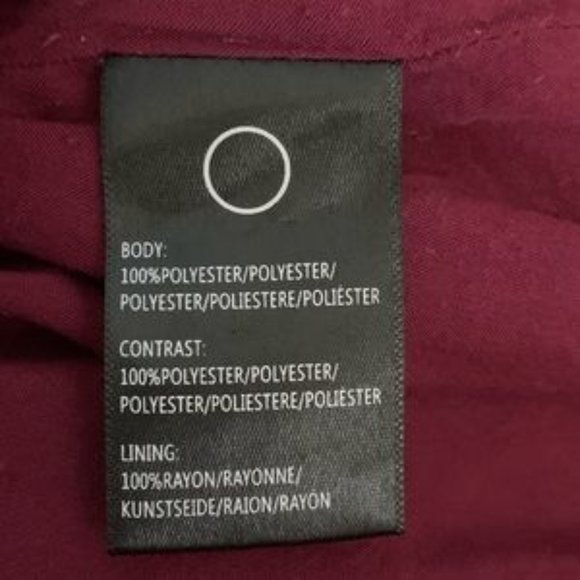 BODY:
100%POLYESTER/POLYESTER/
POLYESTER/POLIESTERE/POLIÉSTER
CONTRAST:
100%POLYESTER/POLYESTER/
POLYESTER/POLIESTERE/POLIÉSTER
LINING:
100%RAYON/RAYONNE/
KUNSTSEIDE/RAION/RAYÓN